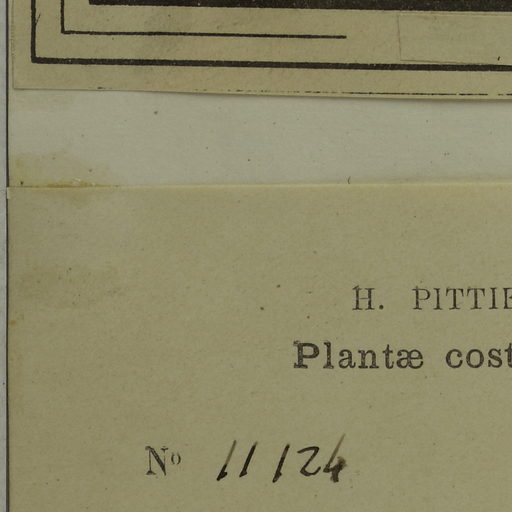 H. PITTIE
Plantæ cost
Nº 11124